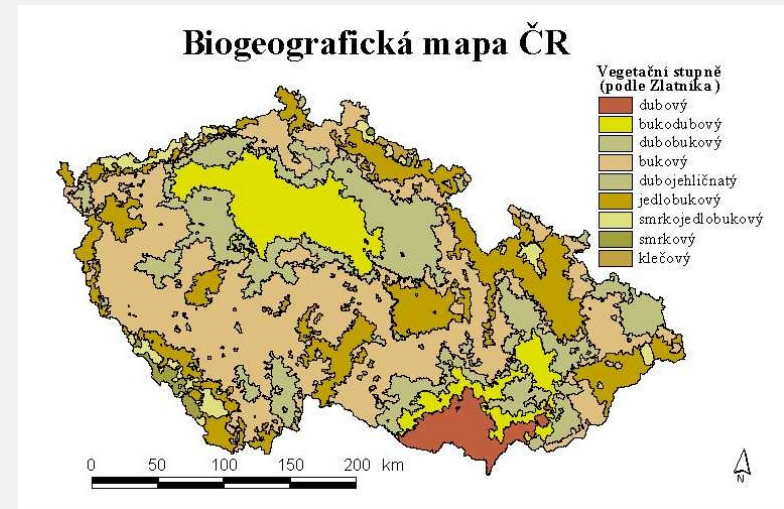 Biogeografická mapa ČR
Vegetační stupně
(podle Zlatníka )
dubový
bukodubový
dubobukový
bukový
dubojehličnatý
jedlobukový
smrkojedlobukový
smrkový
klečový
0 50 100 150 200 km
N